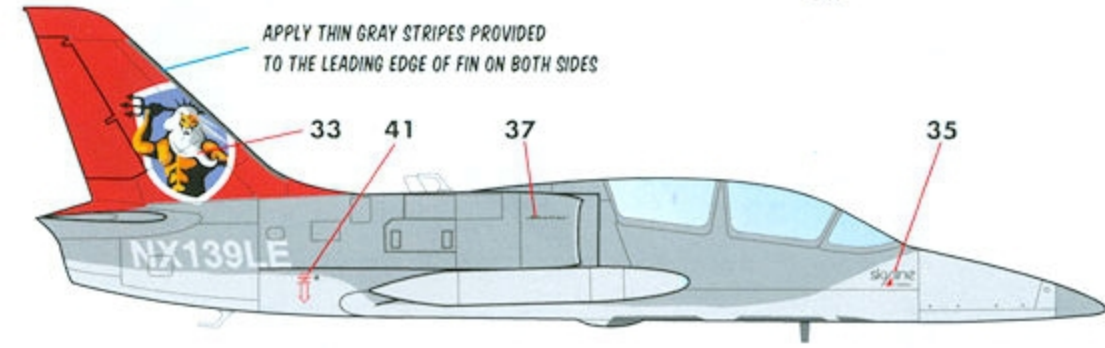 APPLY THIN GRAY STRIPES PROVIDED
TO THE LEADING EDGE OF FIN ON BOTH SIDES
33 41 37 35
NX139LE
skyline